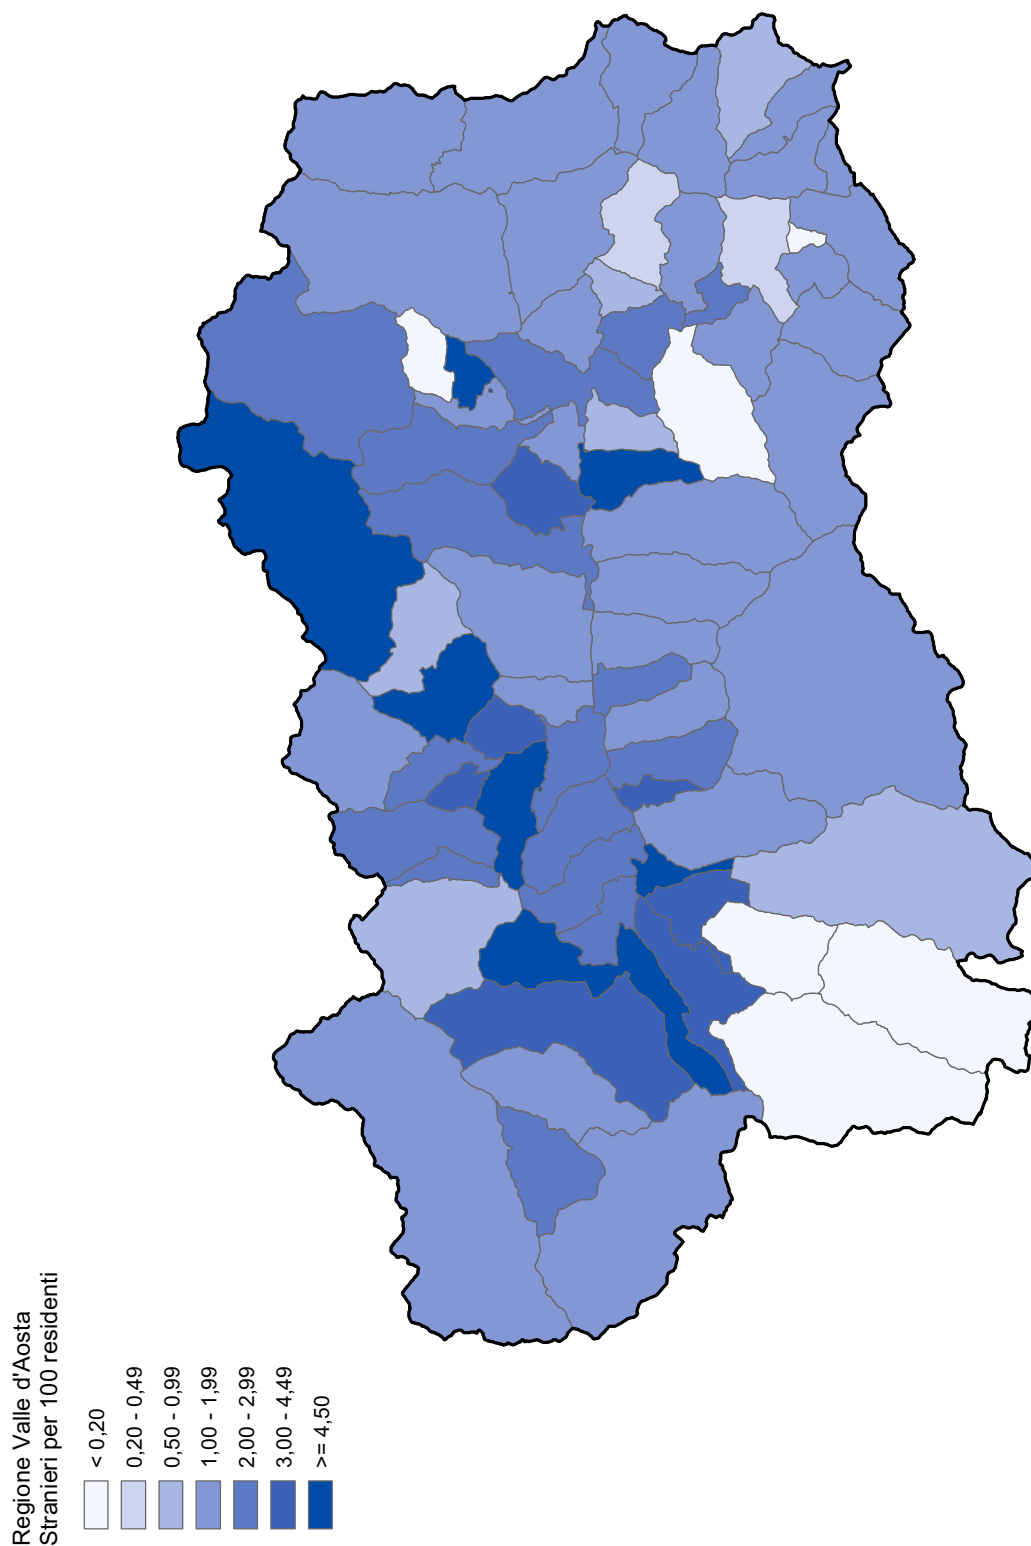 Regione Valle d'Aosta
Stranieri per 100 residenti
< 0,20
0,20 - 0,49
0,50 - 0,99
1,00 - 1,99
2,00 - 2,99
3,00 - 4,49
>= 4,50